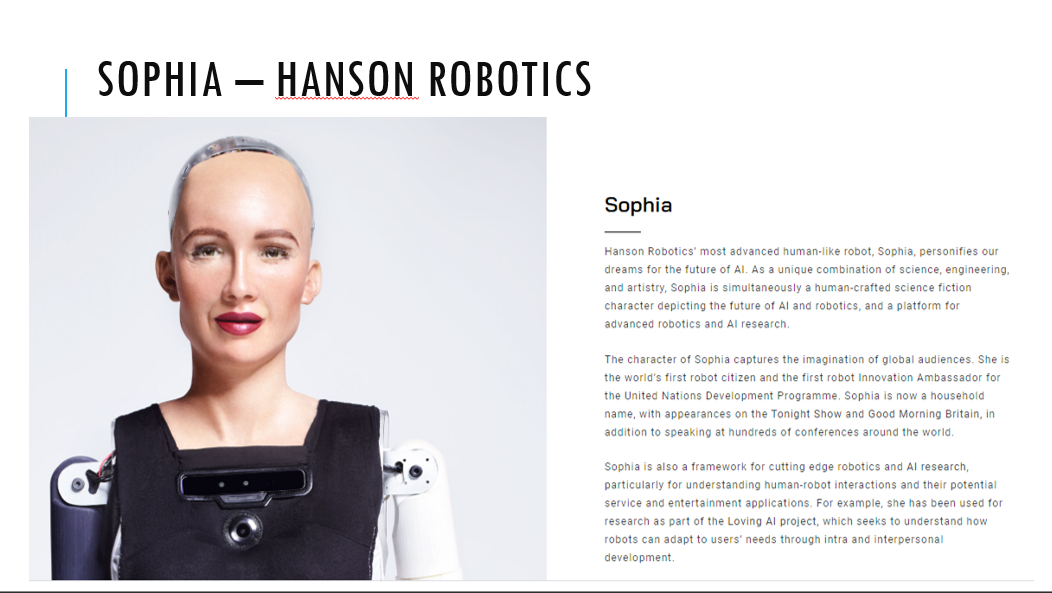 SOPHIA – HANSON ROBOTICS
Sophia
Hanson Robotics' most advanced human-like robot, Sophia, personifies our
dreams for the future of AI. As a unique combination of science, engineering,
and artistry, Sophia is simultaneously a human-crafted science fiction
character depicting the future of AI and robotics, and a platform for
advanced robotics and AI research.
The character of Sophia captures the imagination of global audiences. She is
the world's first robot citizen and the first robot Innovation Ambassador for
the United Nations Development Programme. Sophia is now a household
name, with appearances on the Tonight Show and Good Morning Britain, in
addition to speaking at hundreds of conferences around the world.
Sophia is also a framework for cutting edge robotics and AI research,
particularly for understanding human-robot interactions and their potential
service and entertainment applications. For example, she has been used for
research as part of the Loving AI project, which seeks to understand how
robots can adapt to users' needs through intra and interpersonal
development.